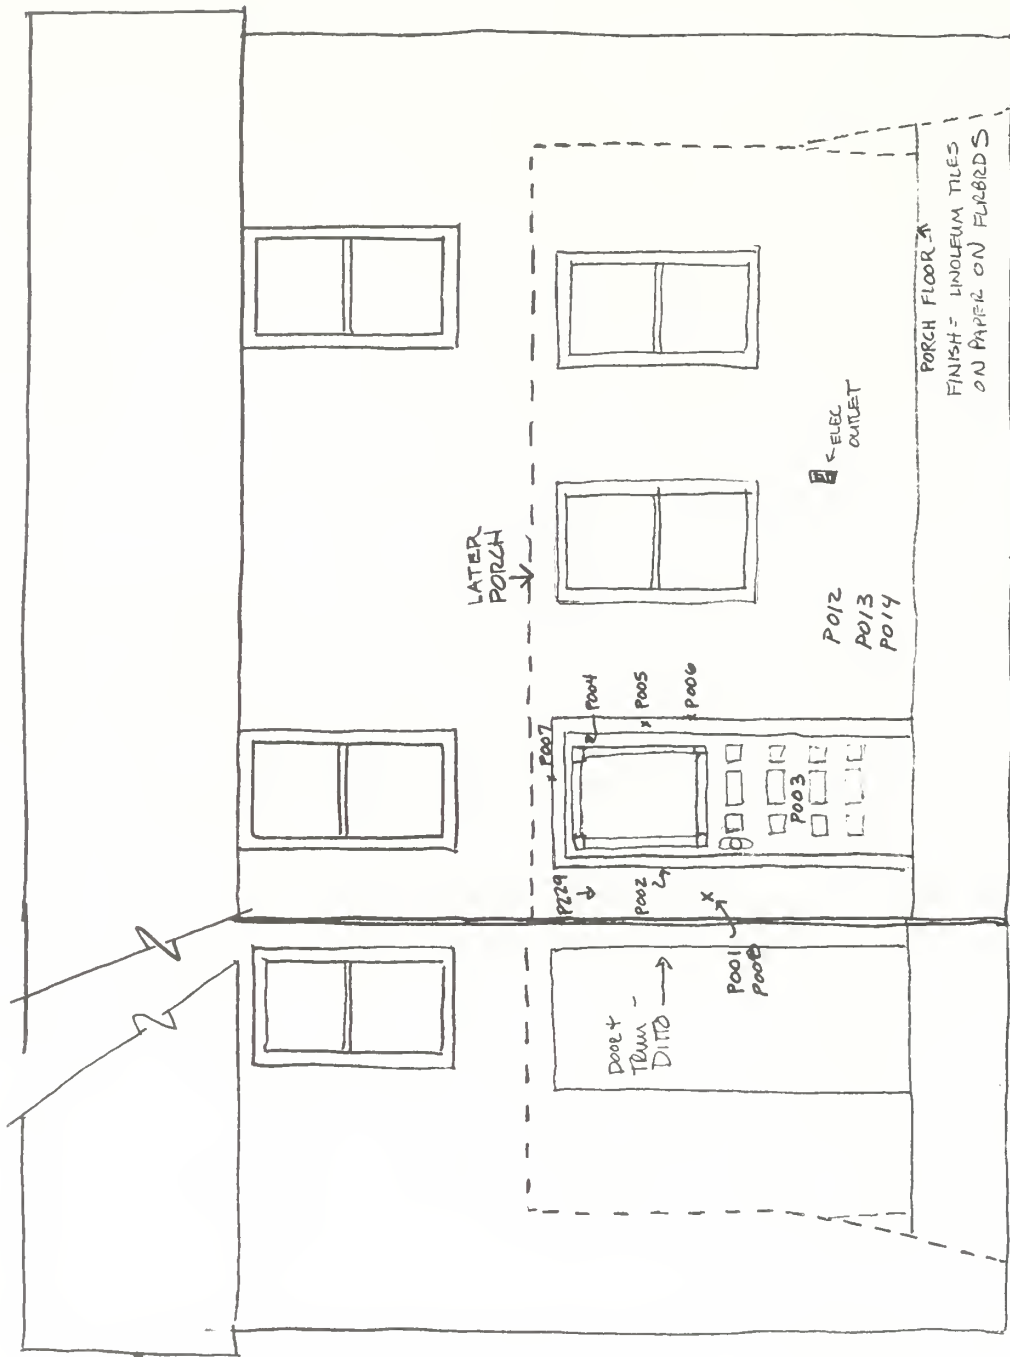 LATER
PORCH
P007
P004
P005
P006
P229
P002
P003
P001
P008
DOOR +
TRIM -
DITTO
P012
P013
P014
ELEC
OUTLET
PORCH FLOOR
FINISH = LINOLEUM TILES
ON PAPER ON FLRBRDS